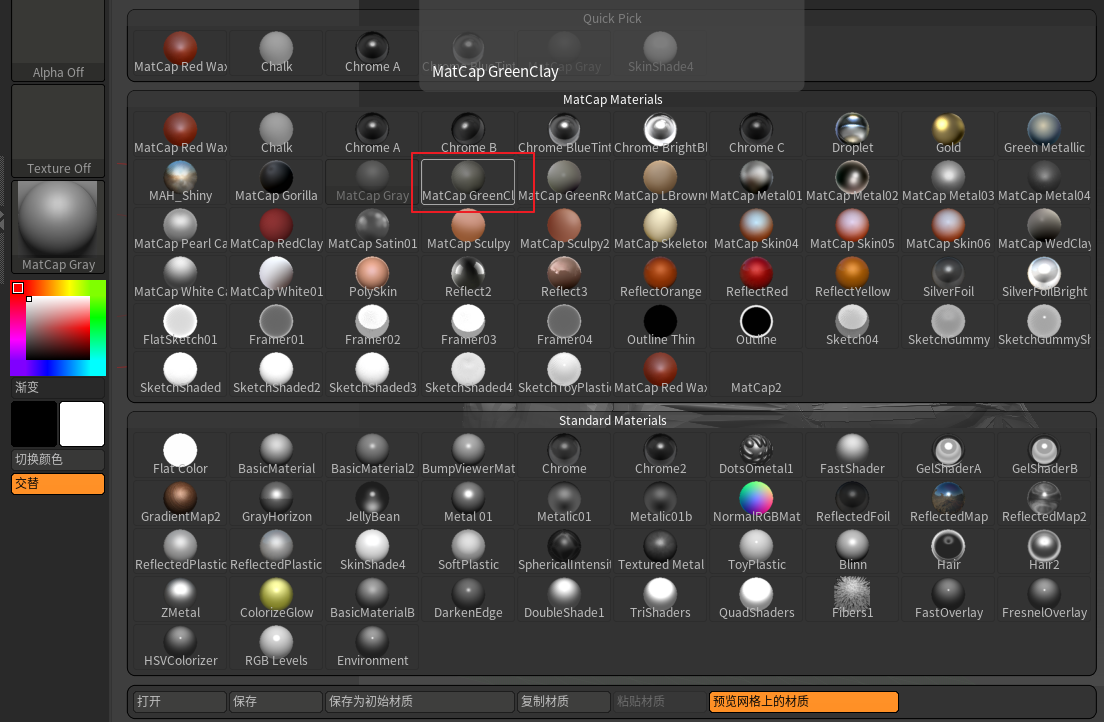 Quick Pick
MatCap Red Wax Chalk Chrome A Chrome BlueTint MatCap Gray SkinShade4
MatCap GreenClay
Alpha Off
MatCap Materials
MatCap Red Wax Chalk Chrome A Chrome B Chrome BlueTint Chrome BrightBl Chrome C Droplet Gold Green Metallic
Texture Off
MAH_Shiny MatCap Gorilla MatCap Gray MatCap GreenCl MatCap GreenRo MatCap LBrown MatCap Metal01 MatCap Metal02 MatCap Metal03 MatCap Metal04
MatCap Pearl Ca MatCap RedClay MatCap Satin01 MatCap Sculpy MatCap Sculpy2 MatCap Skeleton MatCap Skin04 MatCap Skin05 MatCap Skin06 MatCap WedClay
MatCap Gray
MatCap White Ca MatCap White01 PolySkin Reflect2 Reflect3 ReflectOrange ReflectRed ReflectYellow SilverFoil SilverFoilBright
FlatSketch01 Framer01 Framer02 Framer03 Framer04 Outline Thin Outline Sketch04 SketchGummy SketchGummySh
渐变
SketchShaded SketchShaded2 SketchShaded3 SketchShaded4 SketchToyPlastic MatCap Red Wax MatCap2
Standard Materials
切换颜色
Flat Color BasicMaterial BasicMaterial2 BumpViewerMat Chrome Chrome2 DotsOmetal1 FastShader GelShaderA GelShaderB
交替
GradientMap2 GrayHorizon JellyBean Metal 01 Metalic01 Metalic01b NormalRGBMat ReflectedFoil ReflectedMap ReflectedMap2
ReflectedPlastic ReflectedPlastic SkinShade4 SoftPlastic SphericalIntensit Textured Metal ToyPlastic Blinn Hair Hair2
ZMetal ColorizeGlow BasicMaterialB DarkenEdge DoubleShade1 TriShaders QuadShaders Fibers1 FastOverlay FresnelOverlay
HSVColorizer RGB Levels Environment
打开 保存 保存为初始材质 复制材质 粘贴材质 预览网格上的材质